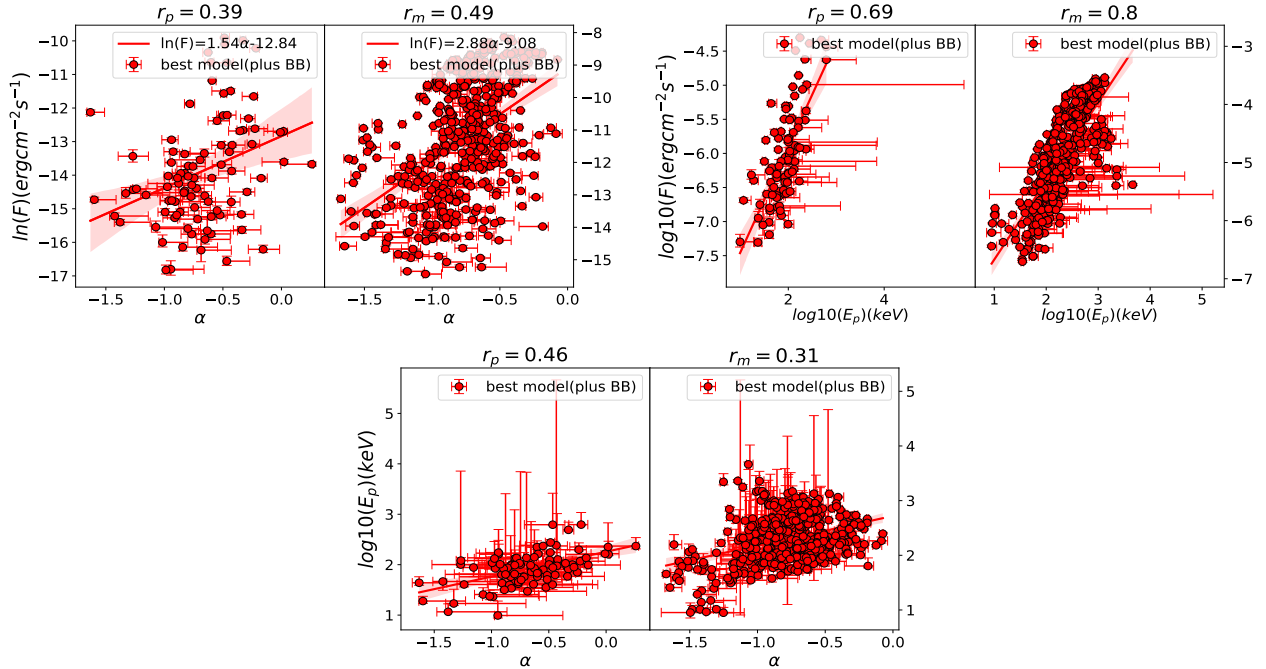 r_p = 0.39
r_m = 0.49
ln(F)=1.54α-12.84
best model(plus BB)
ln(F)=2.88α-9.08
best model(plus BB)
ln(F)(ergcm⁻²s⁻¹)
−10
−11
−12
−13
−14
−15
−16
−17
−8
−9
−10
−11
−12
−13
−14
−15
−1.5
−1.0
−0.5
0.0
−1.5
−1.0
−0.5
0.0
α
α
r_p = 0.69
r_m = 0.8
best model(plus BB)
best model(plus BB)
log10(F)(ergcm⁻²s⁻¹)
−4.5
−5.0
−5.5
−6.0
−6.5
−7.0
−7.5
−3
−4
−5
−6
−7
2
4
1
2
3
4
5
log10(E_p)(keV)
log10(E_p)(keV)
r_p = 0.46
r_m = 0.31
best model(plus BB)
best model(plus BB)
log10(E_p)(keV)
5
4
3
2
1
5
4
3
2
1
−1.5
−1.0
−0.5
0.0
−1.5
−1.0
−0.5
0.0
α
α